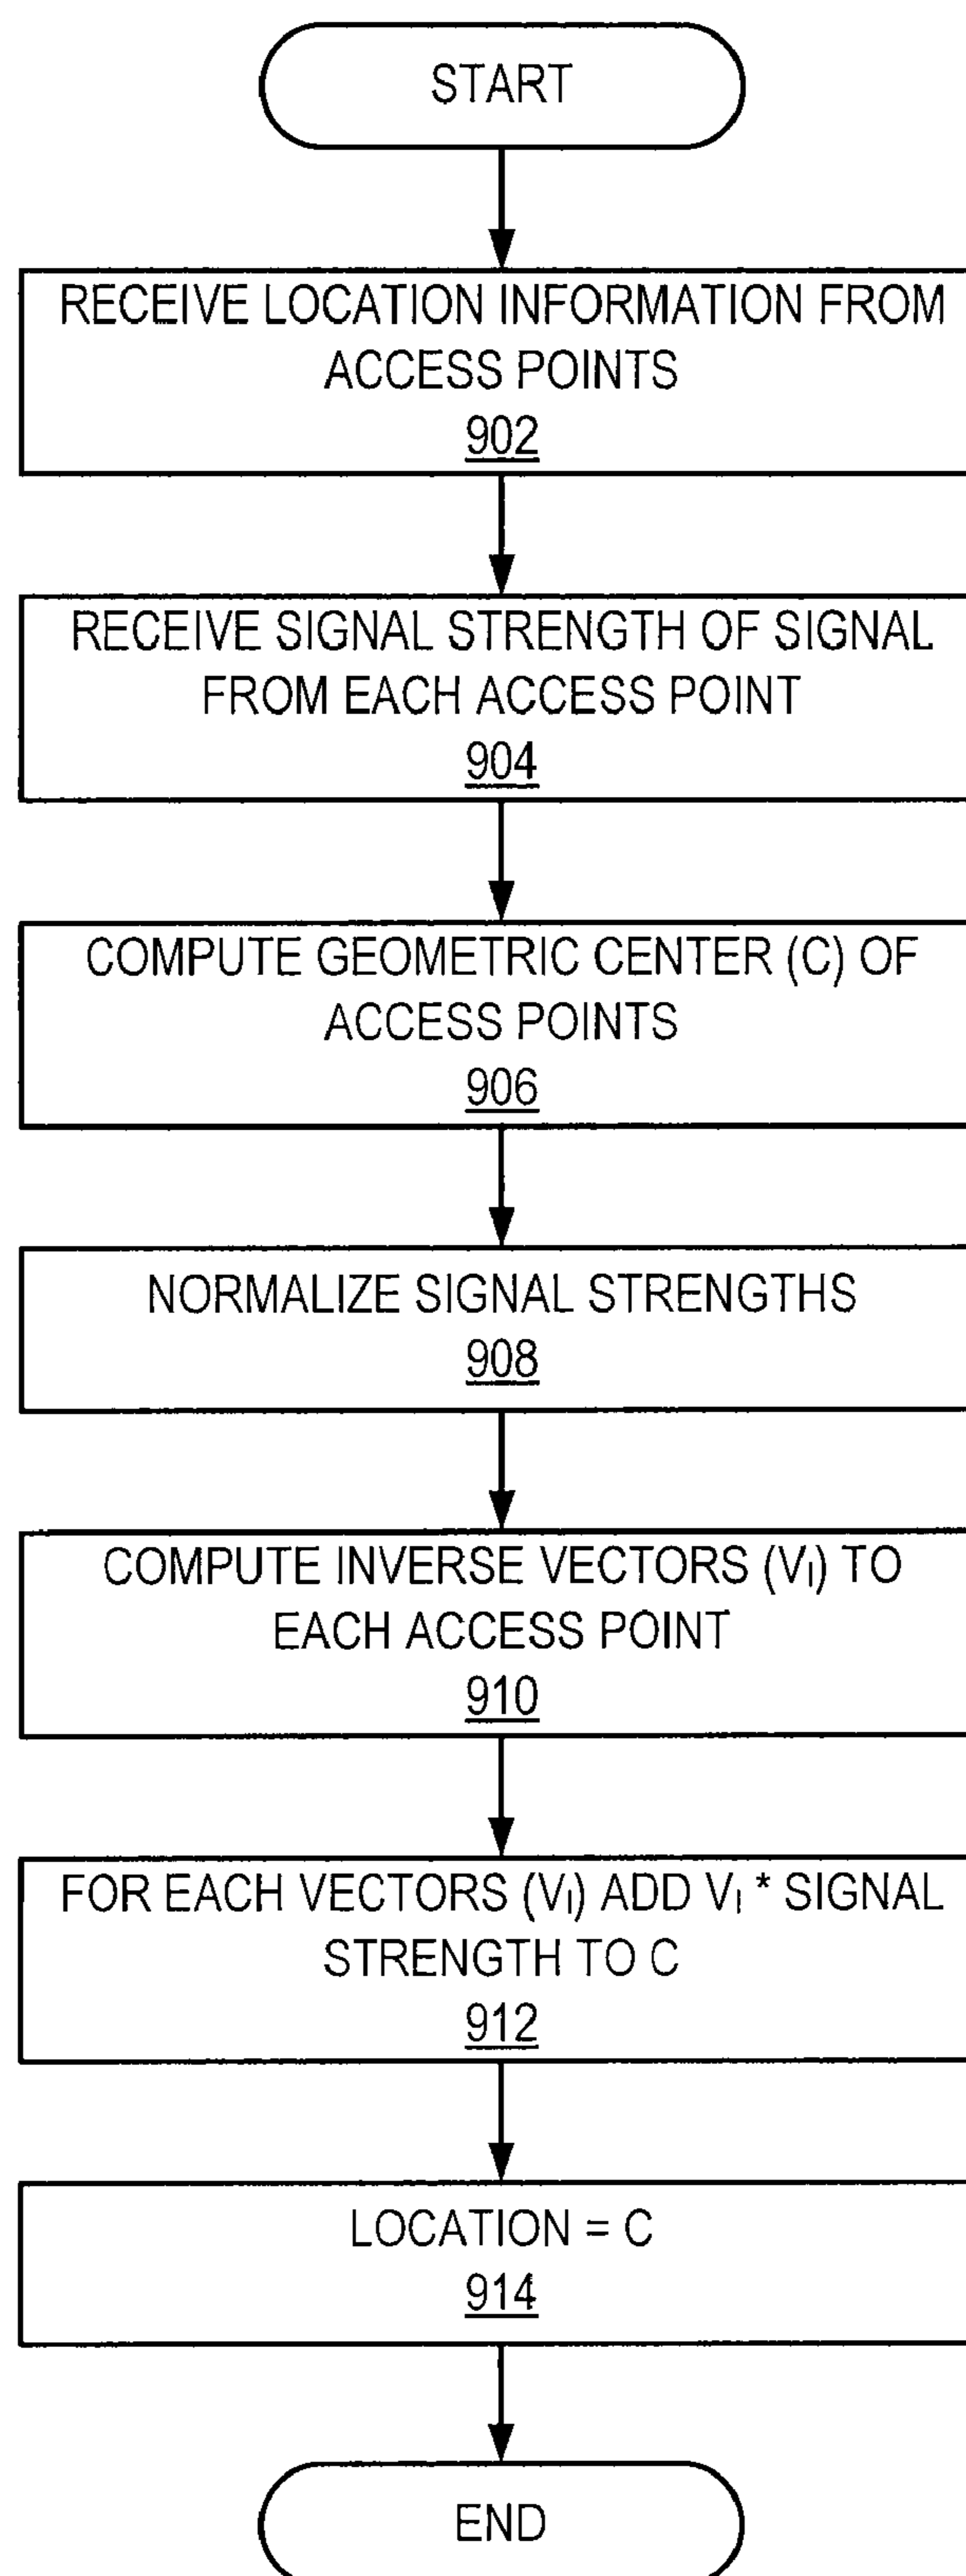 START
RECEIVE LOCATION INFORMATION FROM
ACCESS POINTS
902
RECEIVE SIGNAL STRENGTH OF SIGNAL
FROM EACH ACCESS POINT
904
COMPUTE GEOMETRIC CENTER (C) OF
ACCESS POINTS
906
NORMALIZE SIGNAL STRENGTHS
908
COMPUTE INVERSE VECTORS (VI) TO
EACH ACCESS POINT
910
FOR EACH VECTORS (VI) ADD VI * SIGNAL
STRENGTH TO C
912
LOCATION = C
914
END